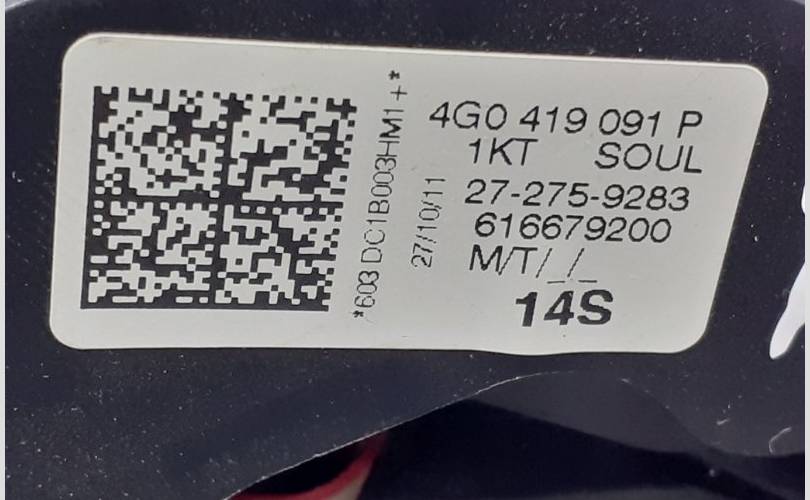 4G0 419 091 P
1KT SOUL
27-275-9283
616679200
M/T/_/_
14S
27/10/11
*603 DC1B003HM1+*